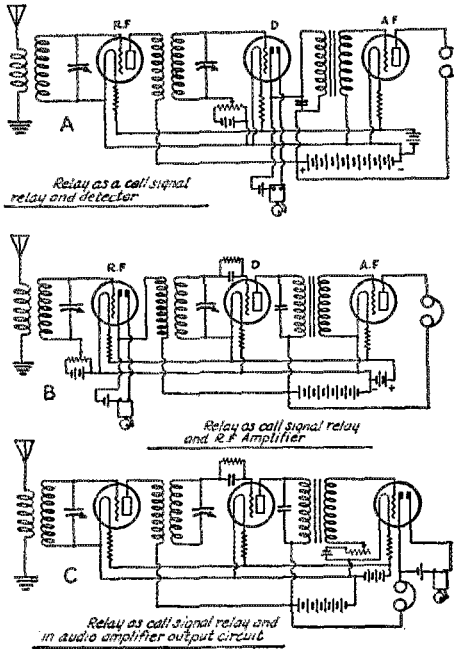 R.F
D
A.F
A
+
-
Relay as a call signal
relay and detector
R.F
D
A.F
B
-
+
Relay as call signal relay
and R.F Amplifier
C
Relay as call signal relay and
in audio amplifier output circuit